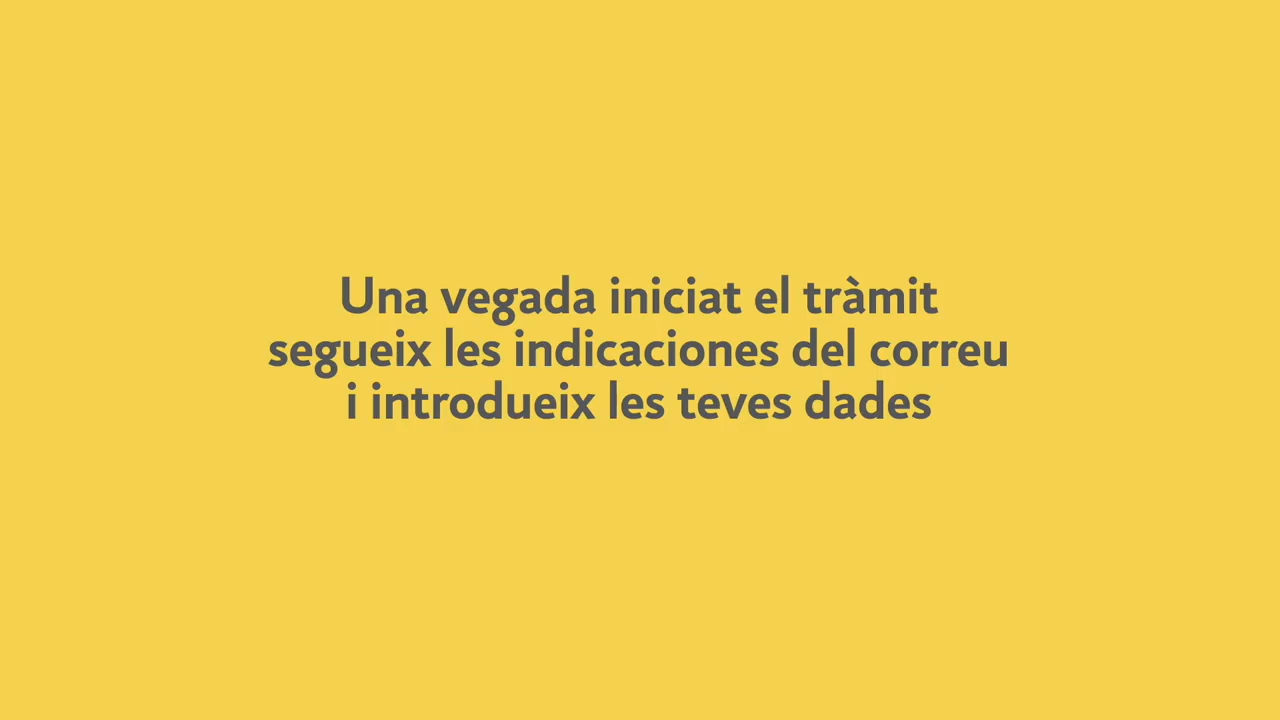 Una vegada iniciat el tràmit
segueix les indicaciones del correu
i introdueix les teves dades